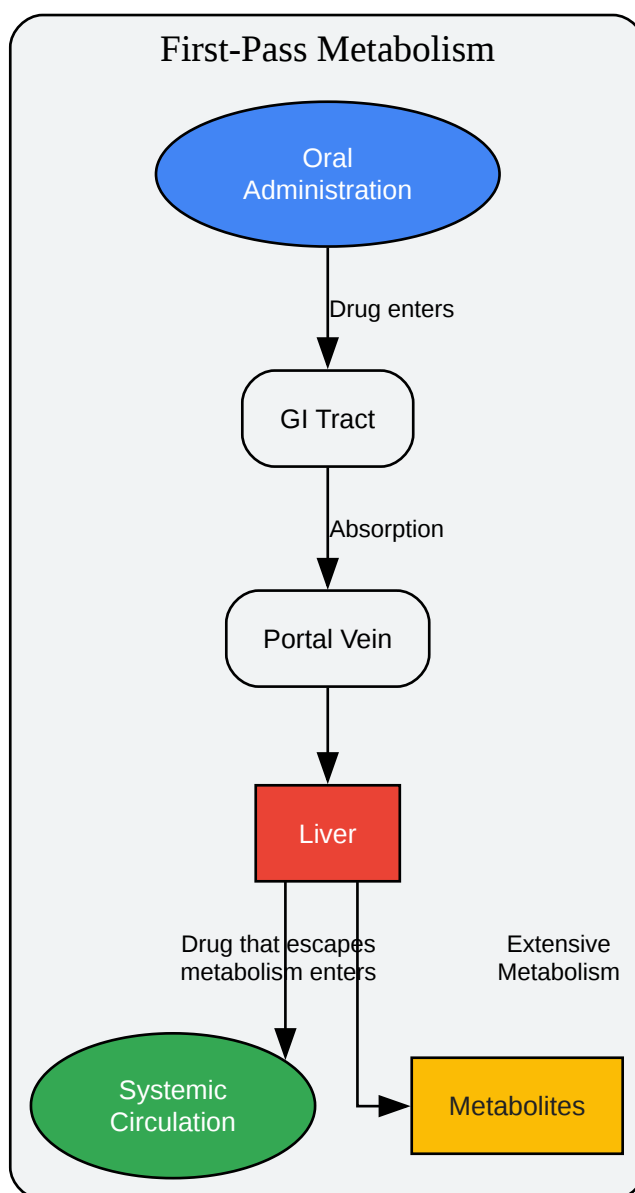 First-Pass Metabolism
Oral
Administration
Drug enters
GI Tract
Absorption
Portal Vein
Liver
Drug that escapes
metabolism enters
Extensive
Metabolism
Systemic
Circulation
Metabolites